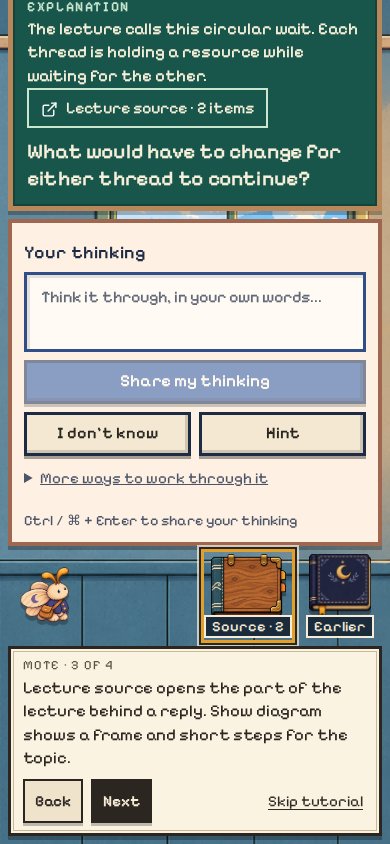 EXPLANATION
The lecture calls this circular wait. Each
thread is holding a resource while
waiting for the other.
Lecture source · 2 items
What would have to change for
either thread to continue?
Your thinking
Think it through, in your own words...
Share my thinking
I don't know
Hint
More ways to work through it
Ctrl / ⌘ + Enter to share your thinking
Source · 2
Earlier
MOTE · 3 OF 4
Lecture source opens the part of the
lecture behind a reply. Show diagram
shows a frame and short steps for the
topic.
Back
Next
Skip tutorial